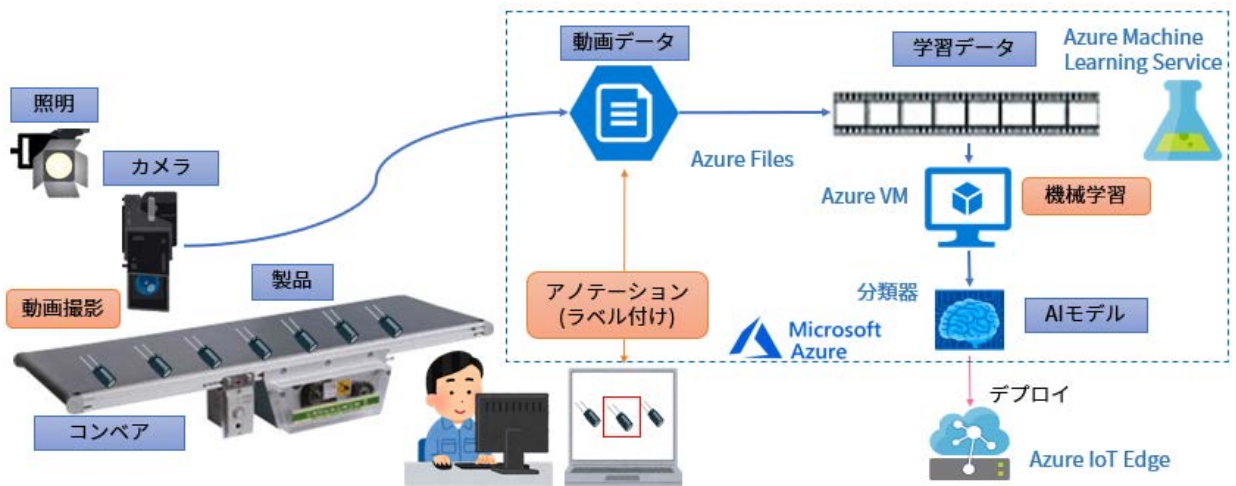 照明
カメラ
動画撮影
製品
コンベア
動画データ
Azure Files
学習データ
Azure Machine
Learning Service
Azure VM
機械学習
アノテーション
(ラベル付け)
分類器
AIモデル
Microsoft
Azure
デプロイ
Azure IoT Edge